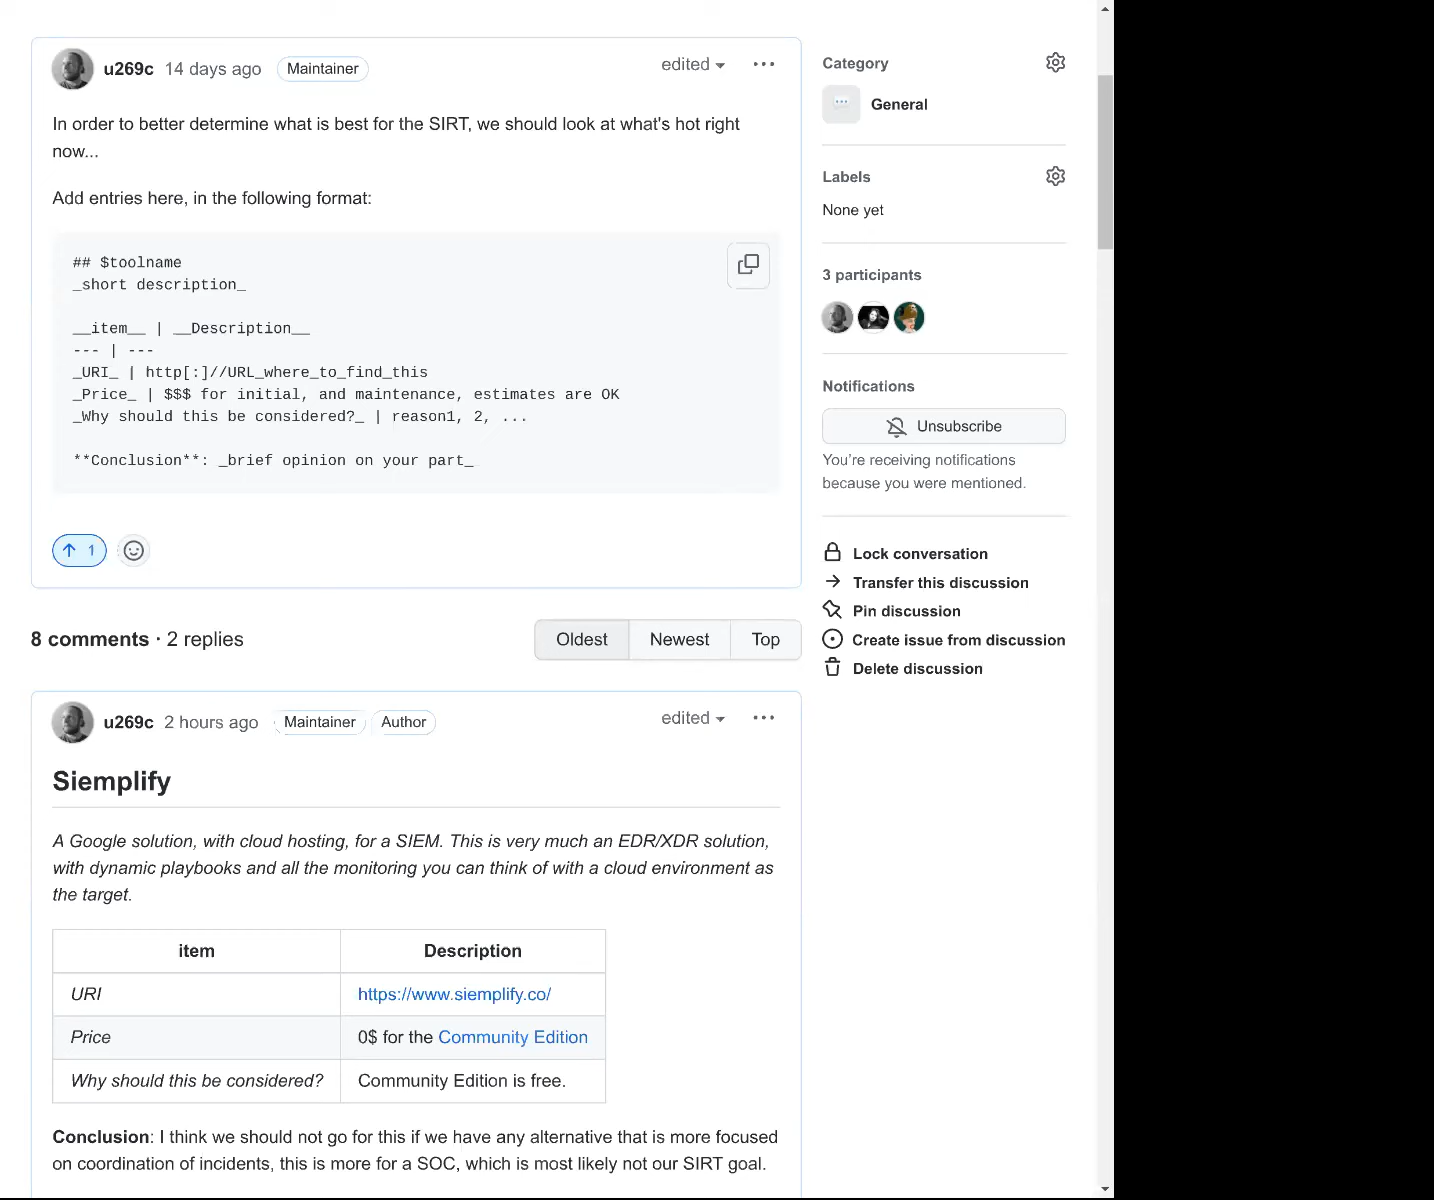 u269c 14 days ago Maintainer edited
In order to better determine what is best for the SIRT, we should look at what's hot right
now...
Add entries here, in the following format:
## $toolname
_short description_
__item__ | __Description__
--- | ---
_URI_ | http[:]//URL_where_to_find_this
_Price_ | $$$ for initial, and maintenance, estimates are OK
_Why should this be considered?_ | reason1, 2, ...
**Conclusion**: _brief opinion on your part_
1
8 comments · 2 replies
Oldest Newest Top
u269c 2 hours ago Maintainer Author edited
Siemplify
A Google solution, with cloud hosting, for a SIEM. This is very much an EDR/XDR solution,
with dynamic playbooks and all the monitoring you can think of with a cloud environment as
the target.
item Description
URI https://www.siemplify.co/
Price 0$ for the Community Edition
Why should this be considered? Community Edition is free.
Conclusion: I think we should not go for this if we have any alternative that is more focused
on coordination of incidents, this is more for a SOC, which is most likely not our SIRT goal.
Category
General
Labels
None yet
3 participants
Notifications
Unsubscribe
You're receiving notifications
because you were mentioned.
Lock conversation
Transfer this discussion
Pin discussion
Create issue from discussion
Delete discussion